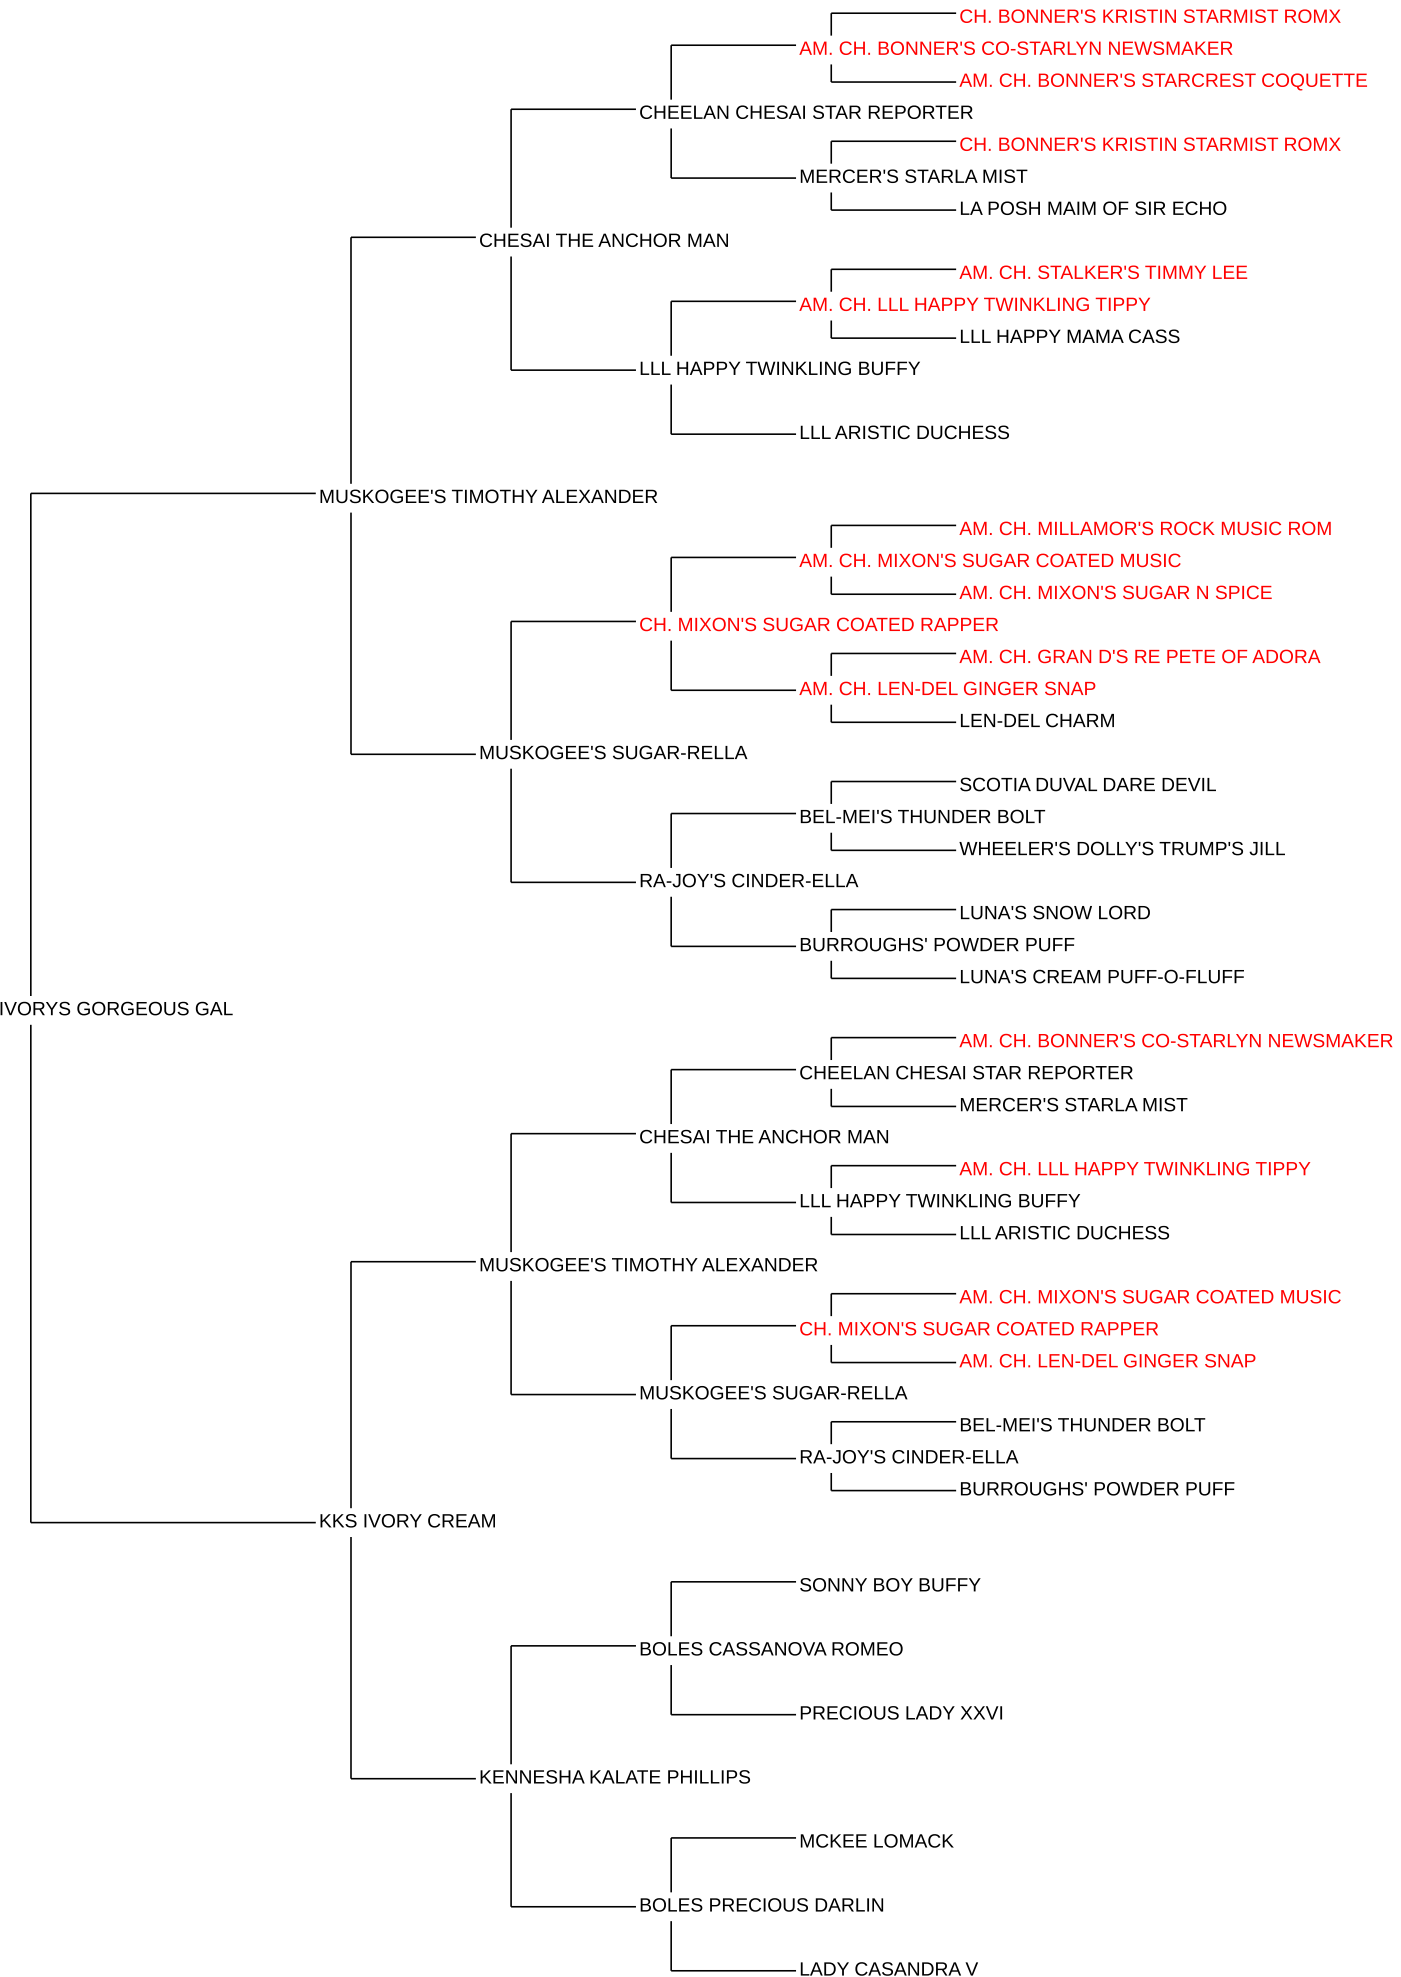 CH. BONNER'S KRISTIN STARMIST ROMX
AM. CH. BONNER'S CO-STARLYN NEWSMAKER
AM. CH. BONNER'S STARCREST COQUETTE
CHEELAN CHESAI STAR REPORTER
CH. BONNER'S KRISTIN STARMIST ROMX
MERCER'S STARLA MIST
LA POSH MAIM OF SIR ECHO
CHESAI THE ANCHOR MAN
AM. CH. STALKER'S TIMMY LEE
AM. CH. LLL HAPPY TWINKLING TIPPY
LLL HAPPY MAMA CASS
LLL HAPPY TWINKLING BUFFY
LLL ARISTIC DUCHESS
MUSKOGEE'S TIMOTHY ALEXANDER
AM. CH. MILLAMOR'S ROCK MUSIC ROM
AM. CH. MIXON'S SUGAR COATED MUSIC
AM. CH. MIXON'S SUGAR N SPICE
CH. MIXON'S SUGAR COATED RAPPER
AM. CH. GRAN D'S RE PETE OF ADORA
AM. CH. LEN-DEL GINGER SNAP
LEN-DEL CHARM
MUSKOGEE'S SUGAR-RELLA
SCOTIA DUVAL DARE DEVIL
BEL-MEI'S THUNDER BOLT
WHEELER'S DOLLY'S TRUMP'S JILL
RA-JOY'S CINDER-ELLA
LUNA'S SNOW LORD
BURROUGHS' POWDER PUFF
LUNA'S CREAM PUFF-O-FLUFF
IVORYS GORGEOUS GAL
AM. CH. BONNER'S CO-STARLYN NEWSMAKER
CHEELAN CHESAI STAR REPORTER
MERCER'S STARLA MIST
CHESAI THE ANCHOR MAN
AM. CH. LLL HAPPY TWINKLING TIPPY
LLL HAPPY TWINKLING BUFFY
LLL ARISTIC DUCHESS
MUSKOGEE'S TIMOTHY ALEXANDER
AM. CH. MIXON'S SUGAR COATED MUSIC
CH. MIXON'S SUGAR COATED RAPPER
AM. CH. LEN-DEL GINGER SNAP
MUSKOGEE'S SUGAR-RELLA
BEL-MEI'S THUNDER BOLT
RA-JOY'S CINDER-ELLA
BURROUGHS' POWDER PUFF
KKS IVORY CREAM
SONNY BOY BUFFY
BOLES CASSANOVA ROMEO
PRECIOUS LADY XXVI
KENNESHA KALATE PHILLIPS
MCKEE LOMACK
BOLES PRECIOUS DARLIN
LADY CASANDRA V